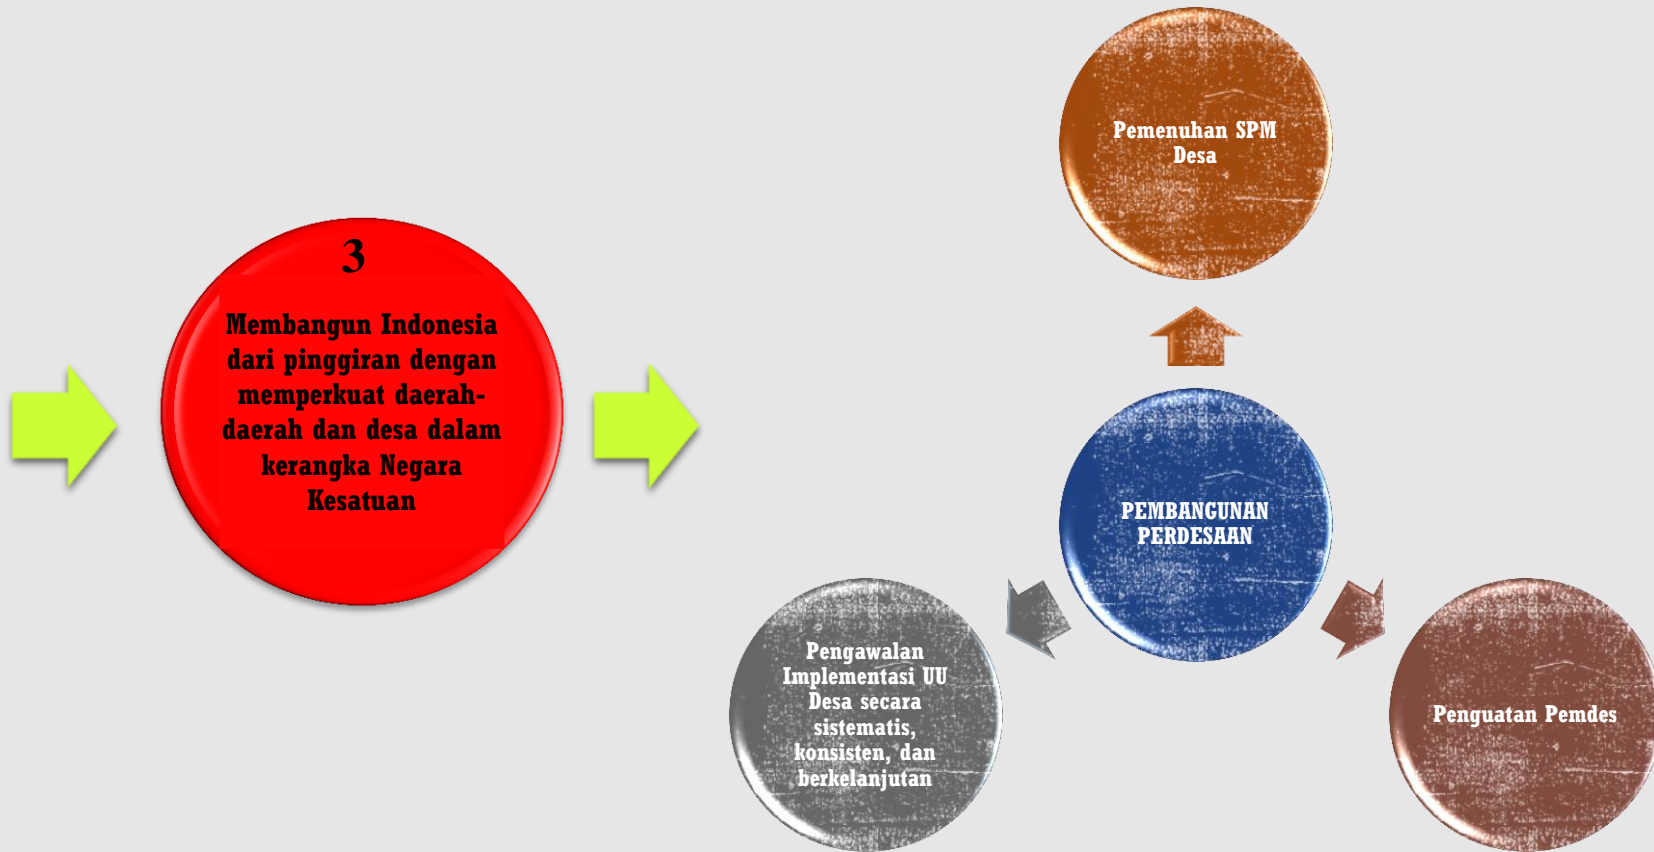 3
Membangun Indonesia
dari pinggiran dengan
memperkuat daerah-
daerah dan desa dalam
kerangka Negara
Kesatuan
Pemenuhan SPM
Desa
PEMBANGUNAN
PERDESAAN
Pengawalan
Implementasi UU
Desa secara
sistematis,
konsisten, dan
berkelanjutan
Penguatan Pemdes